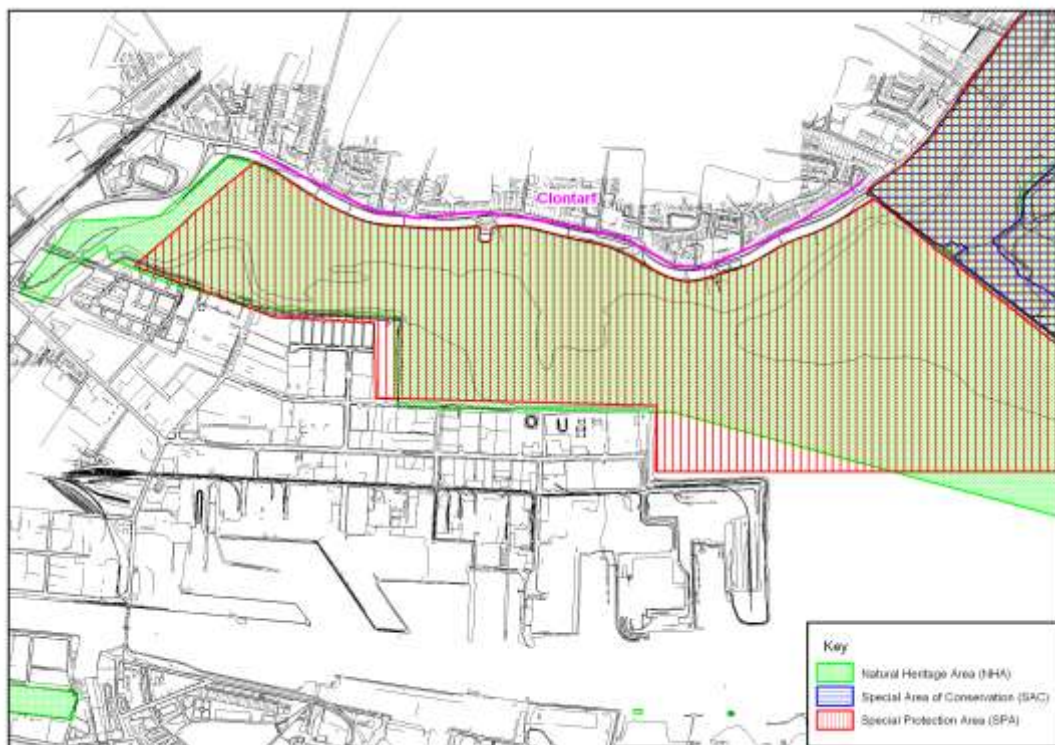 Clontarf
Key
Natural Heritage Area (NHA)
Special Area of Conservation (SAC)
Special Protection Area (SPA)